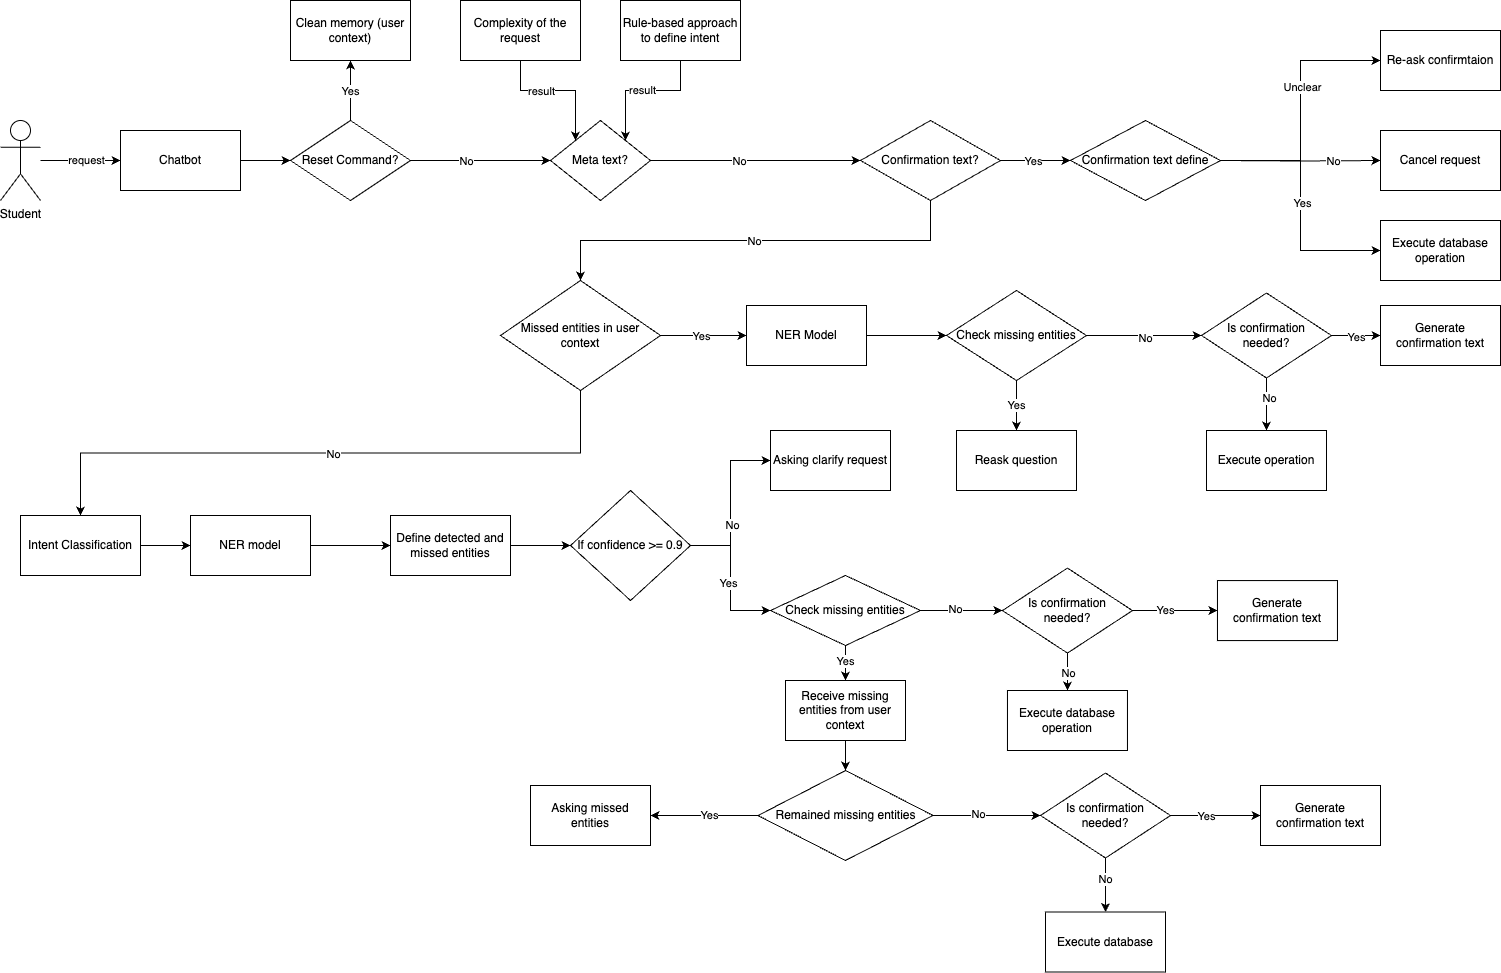 Clean memory (user
context)
Complexity of the
request
Rule-based approach
to define intent
Re-ask confirmtaion
Yes
result
result
Unclear
Student
request
Chatbot
Reset Command?
No
Meta text?
No
Confirmation text?
Yes
Confirmation text define
No
Cancel request
Yes
Execute database
operation
No
Missed entities in user
context
Yes
NER Model
Check missing entities
No
Is confirmation
needed?
Yes
Generate
confirmation text
Yes
Reask question
No
Execute operation
No
Asking clarify request
Intent Classification
NER model
Define detected and
missed entities
If confidence >= 0.9
No
Yes
Check missing entities
No
Is confirmation
needed?
Yes
Generate
confirmation text
Yes
No
Receive missing
entities from user
context
Execute database
operation
Asking missed
entities
Yes
Remained missing entities
No
Is confirmation
needed?
Yes
Generate
confirmation text
No
Execute database